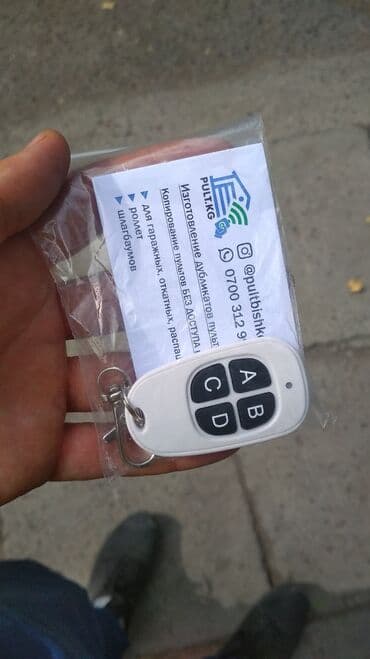 PULT.KG
@pultbishk
0700 312 9
Изготовление дубликатов пульт
Копирование пультов БЕЗ ДОСТУПА
для гаражных, откатных, распаш
роллет
шлагбаумов
A B
C D